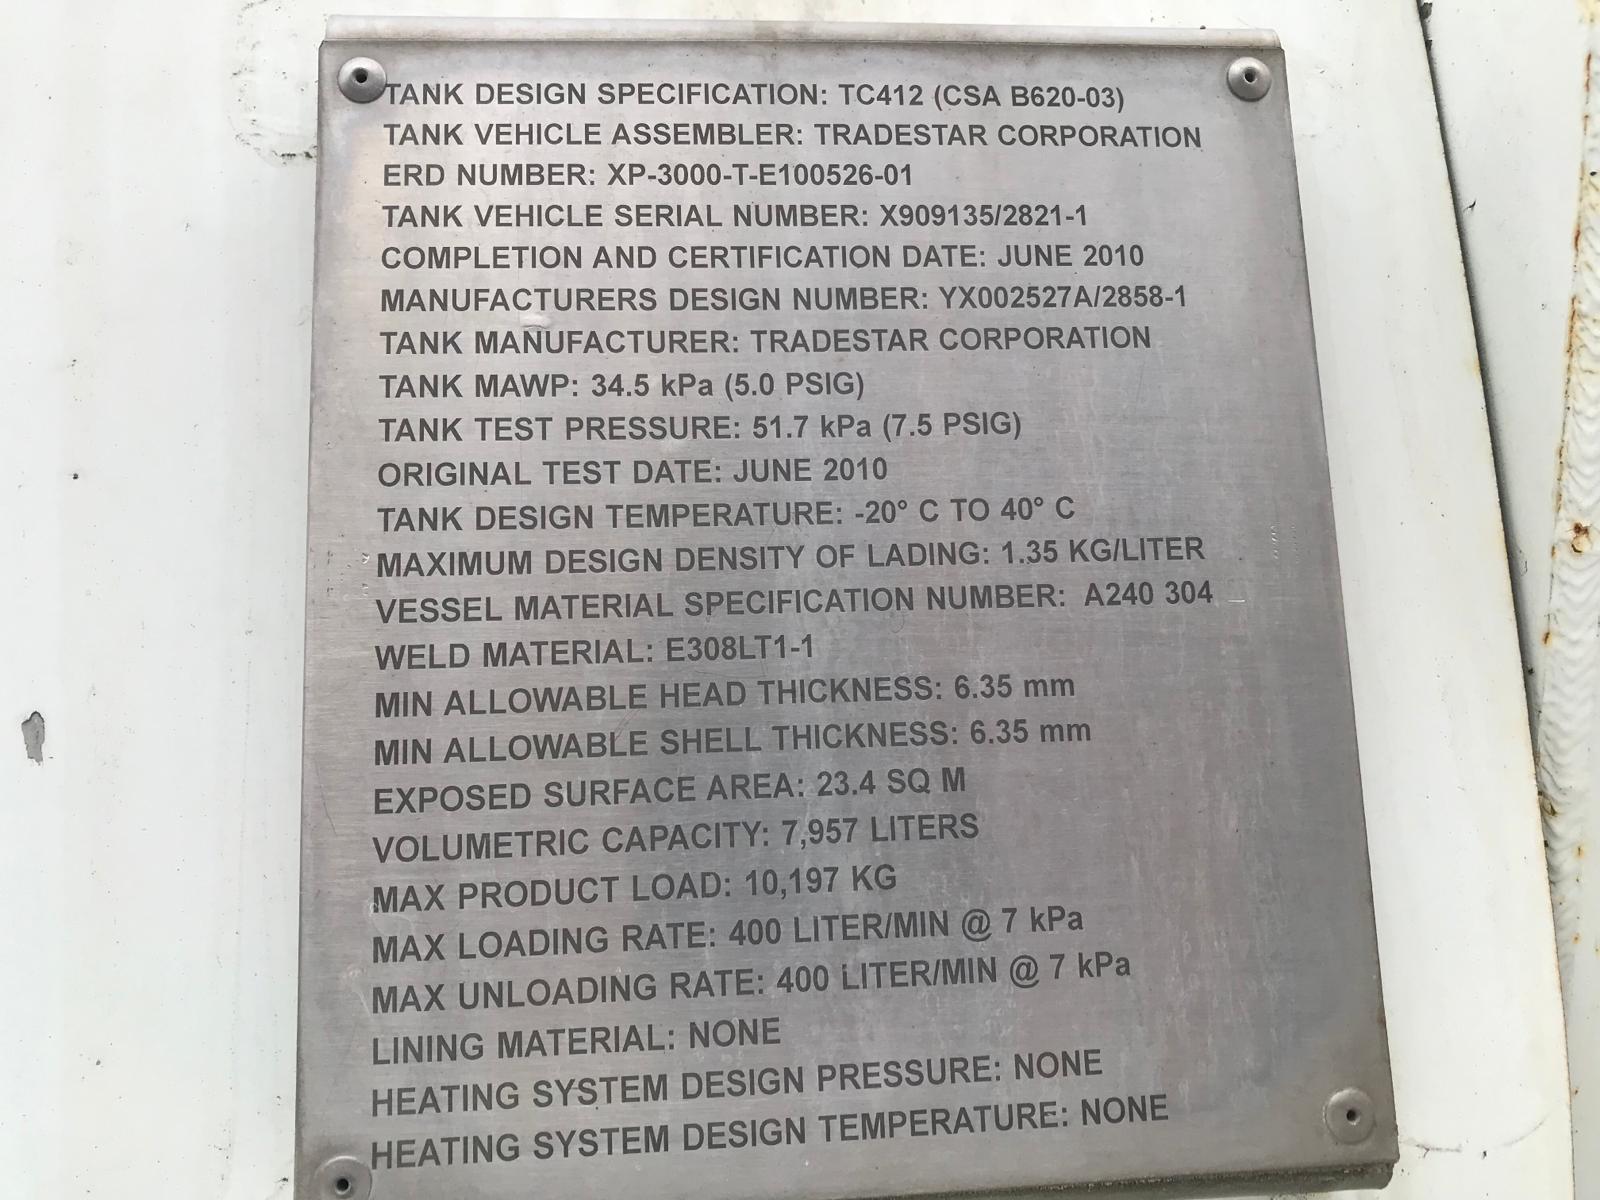 TANK DESIGN SPECIFICATION: TC412 (CSA B620-03)
TANK VEHICLE ASSEMBLER: TRADESTAR CORPORATION
ERD NUMBER: XP-3000-T-E100526-01
TANK VEHICLE SERIAL NUMBER: X909135/2821-1
COMPLETION AND CERTIFICATION DATE: JUNE 2010
MANUFACTURERS DESIGN NUMBER: YX002527A/2858-1
TANK MANUFACTURER: TRADESTAR CORPORATION
TANK MAWP: 34.5 kPa (5.0 PSIG)
TANK TEST PRESSURE: 51.7 kPa (7.5 PSIG)
ORIGINAL TEST DATE: JUNE 2010
TANK DESIGN TEMPERATURE: -20° C TO 40° C
MAXIMUM DESIGN DENSITY OF LADING: 1.35 KG/LITER
VESSEL MATERIAL SPECIFICATION NUMBER: A240 304
WELD MATERIAL: E308LT1-1
MIN ALLOWABLE HEAD THICKNESS: 6.35 mm
MIN ALLOWABLE SHELL THICKNESS: 6.35 mm
EXPOSED SURFACE AREA: 23.4 SQ M
VOLUMETRIC CAPACITY: 7,957 LITERS
MAX PRODUCT LOAD: 10,197 KG
MAX LOADING RATE: 400 LITER/MIN @ 7 kPa
MAX UNLOADING RATE: 400 LITER/MIN @ 7 kPa
LINING MATERIAL: NONE
HEATING SYSTEM DESIGN PRESSURE: NONE
HEATING SYSTEM DESIGN TEMPERATURE: NONE